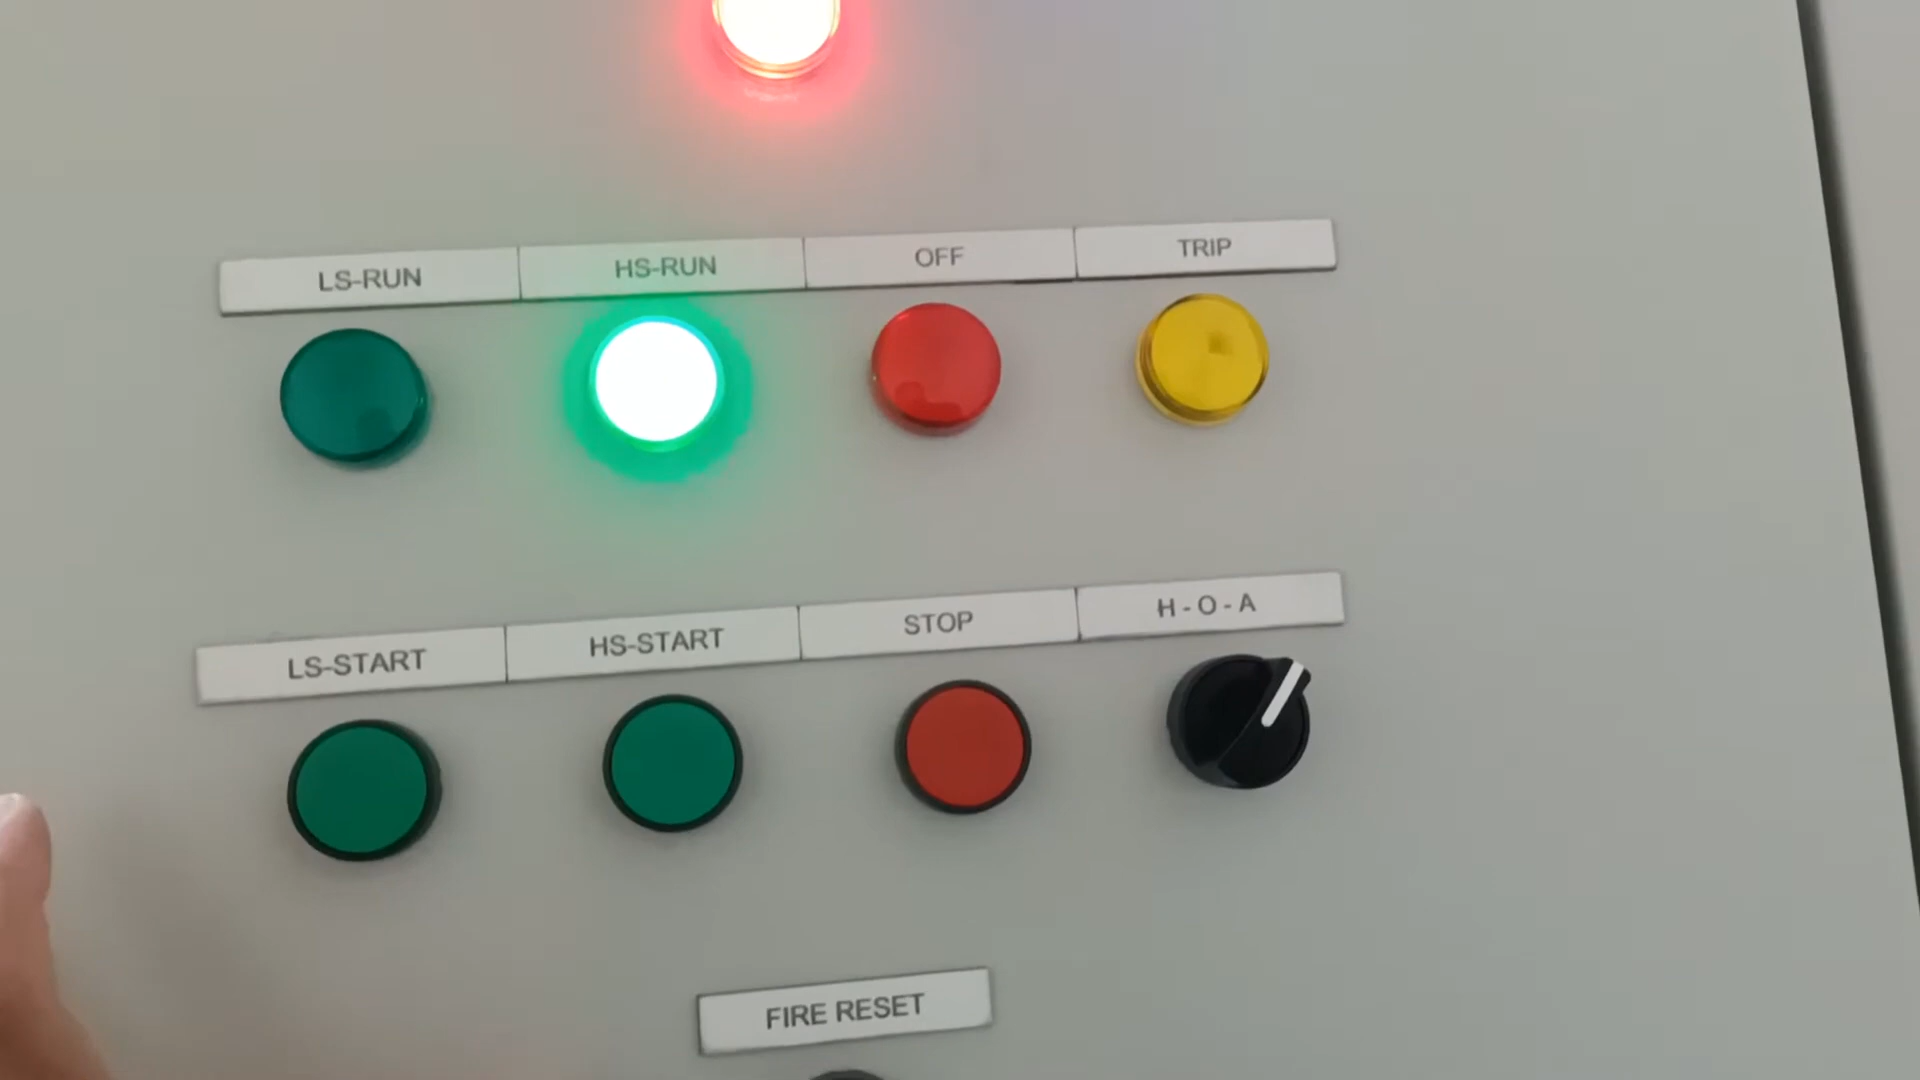 LS-RUN
HS-RUN
OFF
TRIP
LS-START
HS-START
STOP
H - O - A
FIRE RESET